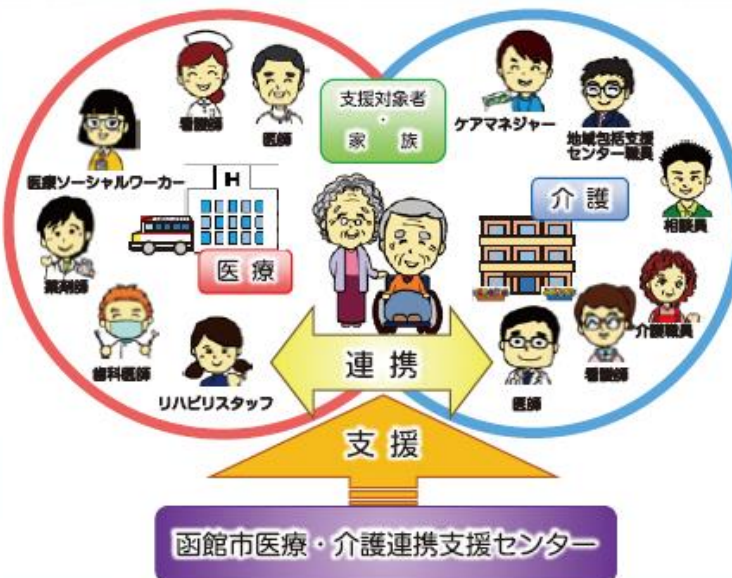 看護師
医師
支援対象者
・
家 族
ケアマネジャー
地域包括支援
センター職員
医療ソーシャルワーカー
H
介 護
相談員
薬剤師
医 療
介護職員
歯科医師
リハビリスタッフ
連 携
医師
看護師
支 援
函館市医療・介護連携支援センター